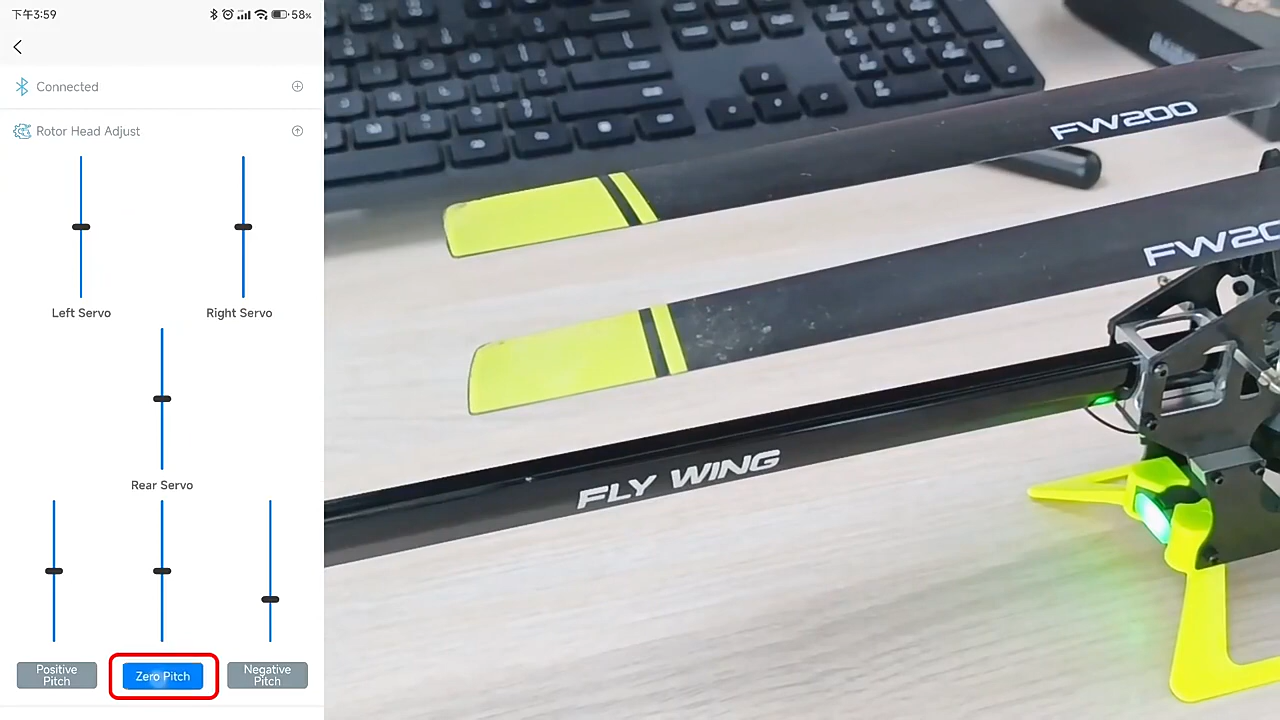 下午3:59
58%
Connected
Rotor Head Adjust
Left Servo
Right Servo
Rear Servo
Positive
Pitch
Zero Pitch
Negative
Pitch
FW200
FW20
FLY WING